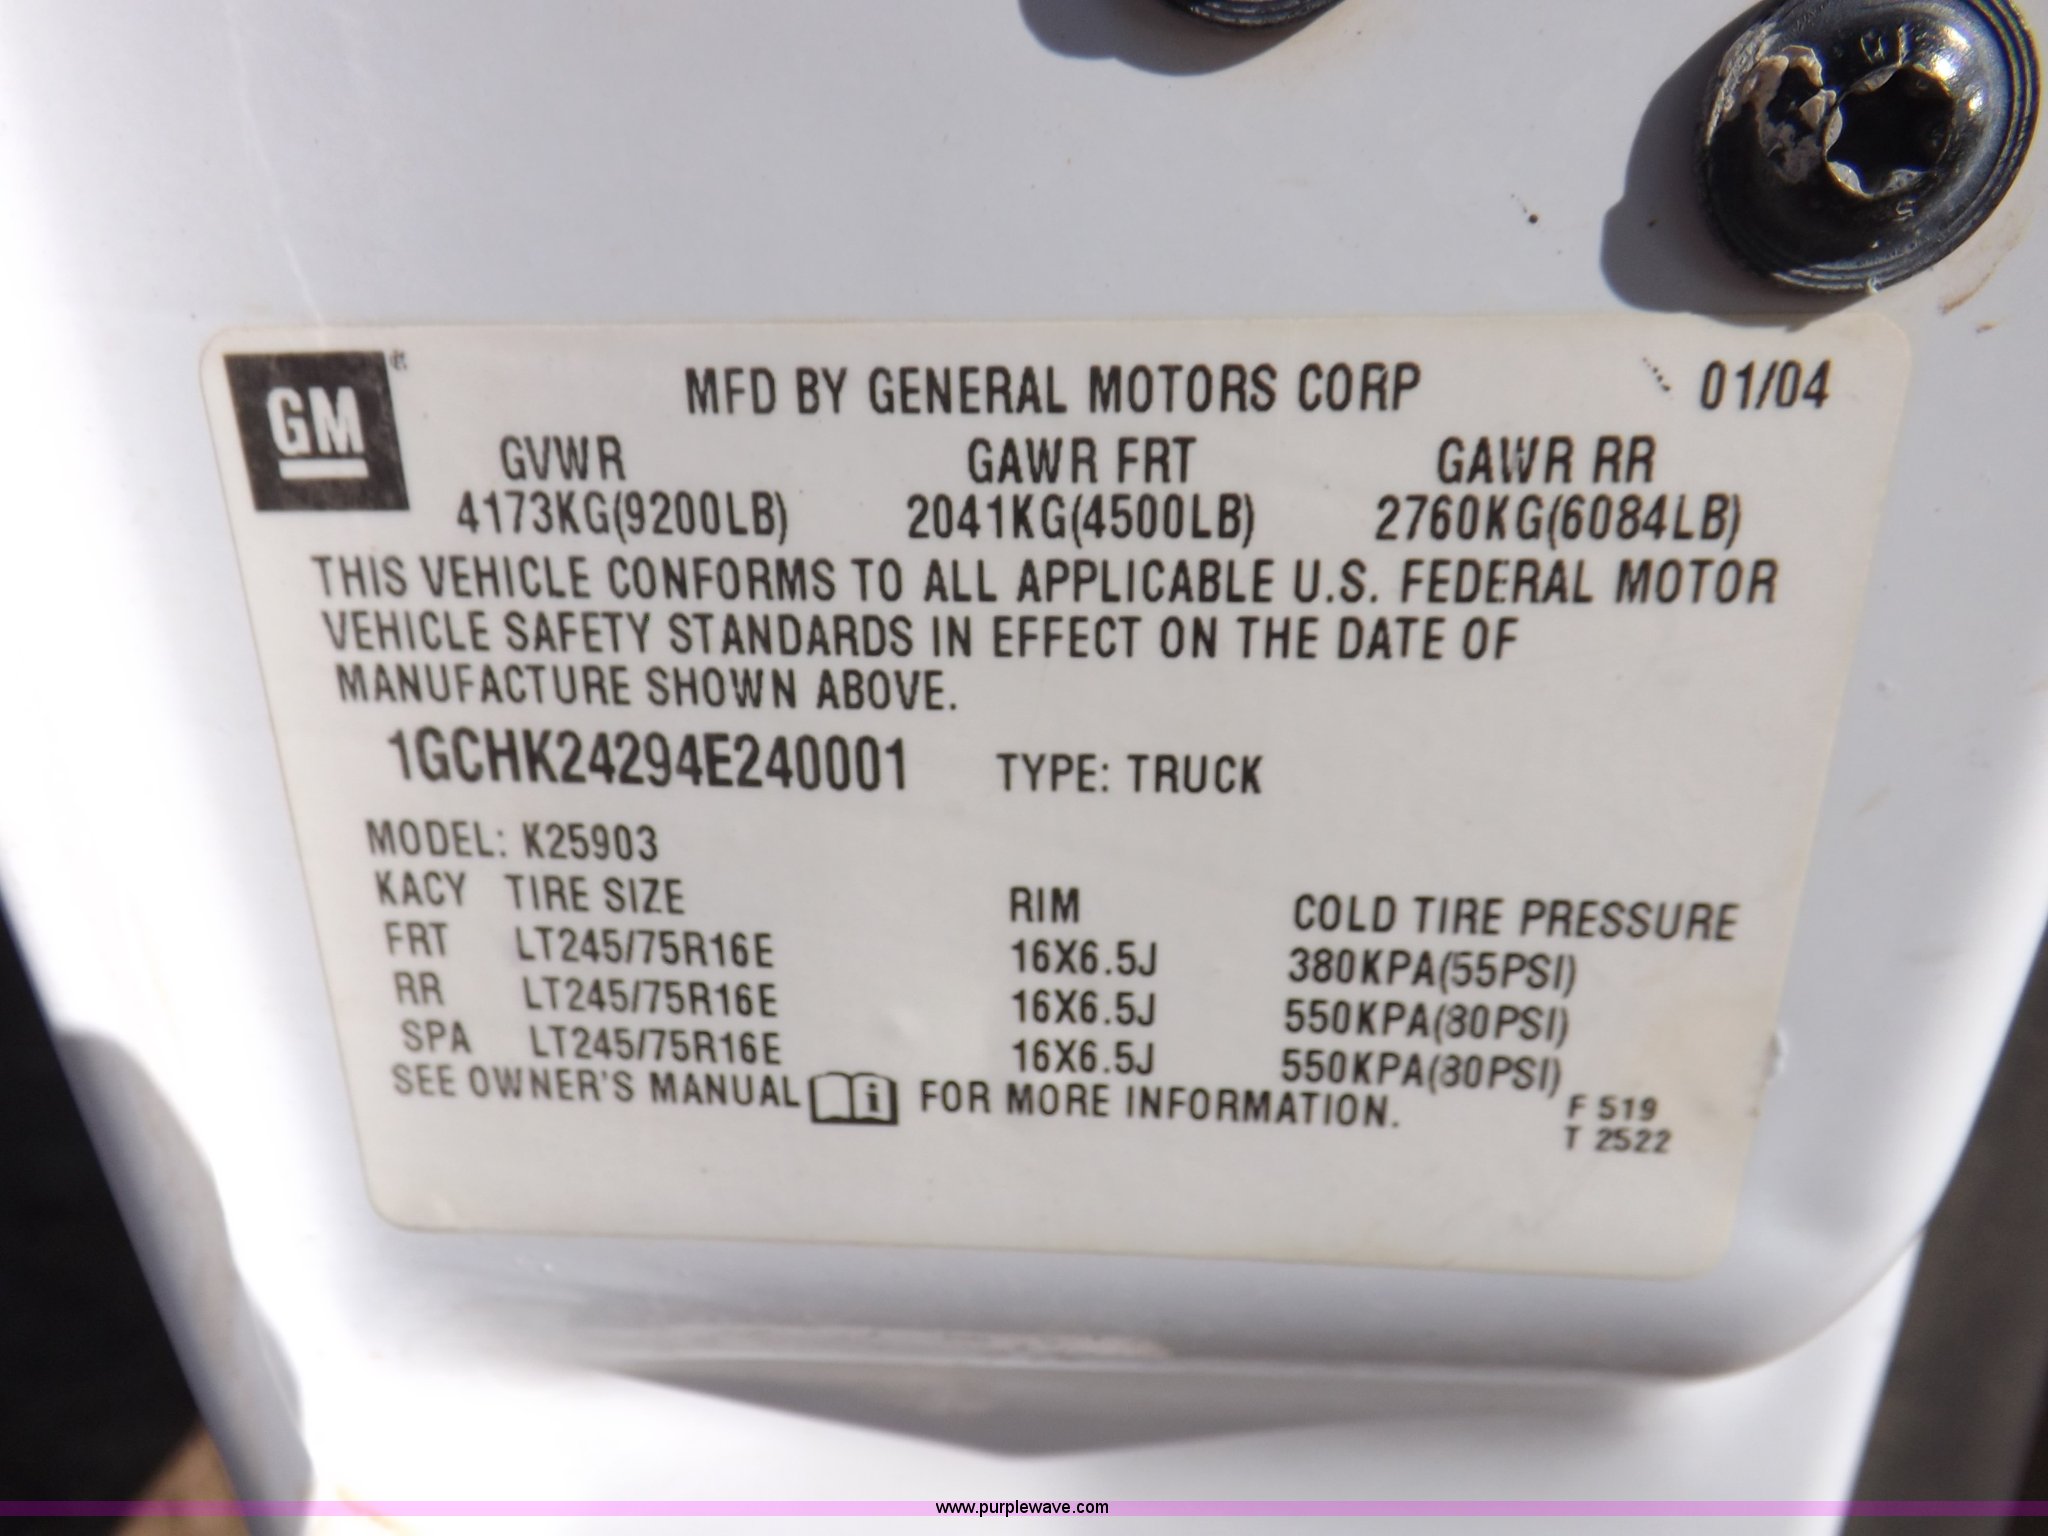 GM
MFD BY GENERAL MOTORS CORP 01/04
GVWR GAWR FRT GAWR RR
4173KG(9200LB) 2041KG(4500LB) 2760KG(6084LB)
THIS VEHICLE CONFORMS TO ALL APPLICABLE U.S. FEDERAL MOTOR
VEHICLE SAFETY STANDARDS IN EFFECT ON THE DATE OF
MANUFACTURE SHOWN ABOVE.
1GCHK24294E240001 TYPE: TRUCK
MODEL: K25903
KACY TIRE SIZE RIM COLD TIRE PRESSURE
FRT LT245/75R16E 16X6.5J 380KPA(55PSI)
RR LT245/75R16E 16X6.5J 550KPA(80PSI)
SPA LT245/75R16E 16X6.5J 550KPA(80PSI)
SEE OWNER'S MANUAL FOR MORE INFORMATION.
F 519
T 2522
www.purplewave.com